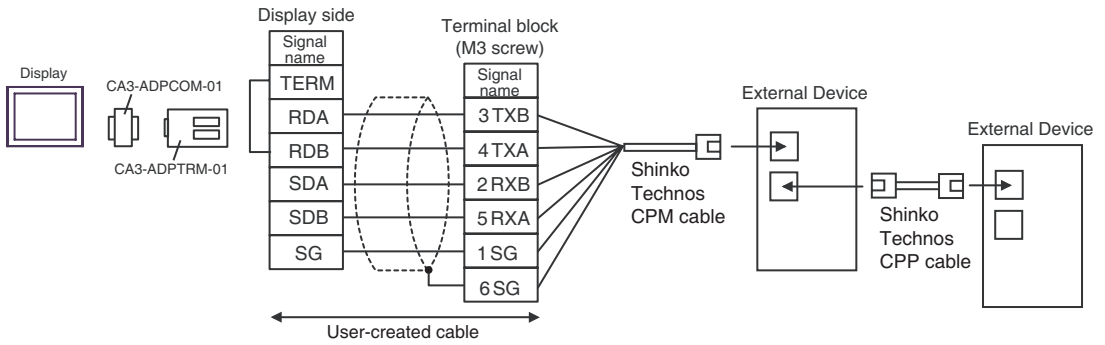 Display
CA3-ADPCOM-01
CA3-ADPTRM-01
Display side
Signal
name
TERM
RDA
RDB
SDA
SDB
SG
Terminal block
(M3 screw)
Signal
name
3 TXB
4 TXA
2 RXB
5 RXA
1 SG
6 SG
User-created cable
Shinko
Technos
CPM cable
External Device
Shinko
Technos
CPP cable
External Device